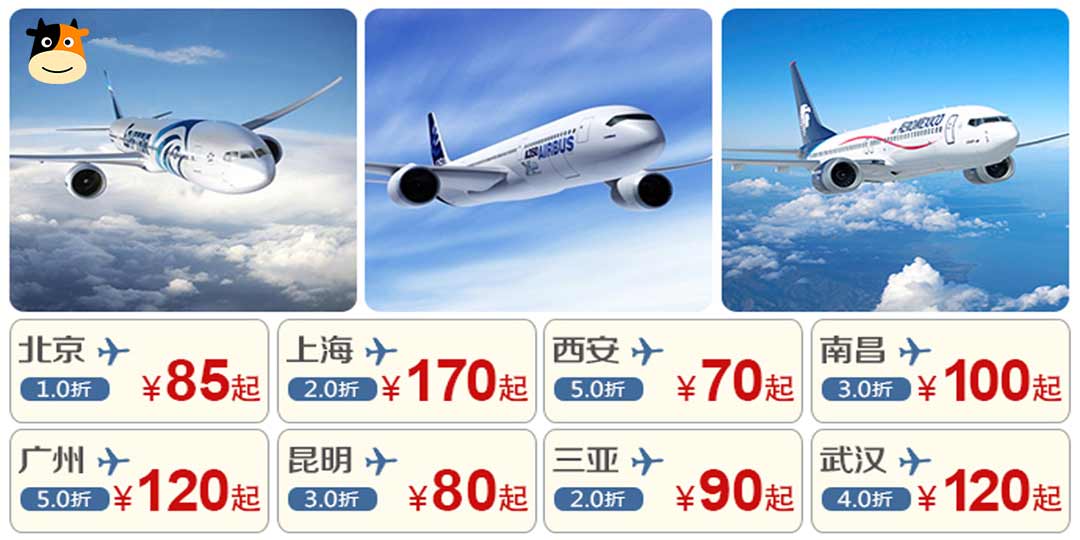 A350 AIRBUS
AEROMEXICO
北京
1.0折
¥85起
上海
2.0折
¥170起
西安
5.0折
¥70起
南昌
3.0折
¥100起
广州
5.0折
¥120起
昆明
3.0折
¥80起
三亚
2.0折
¥90起
武汉
4.0折
¥120起